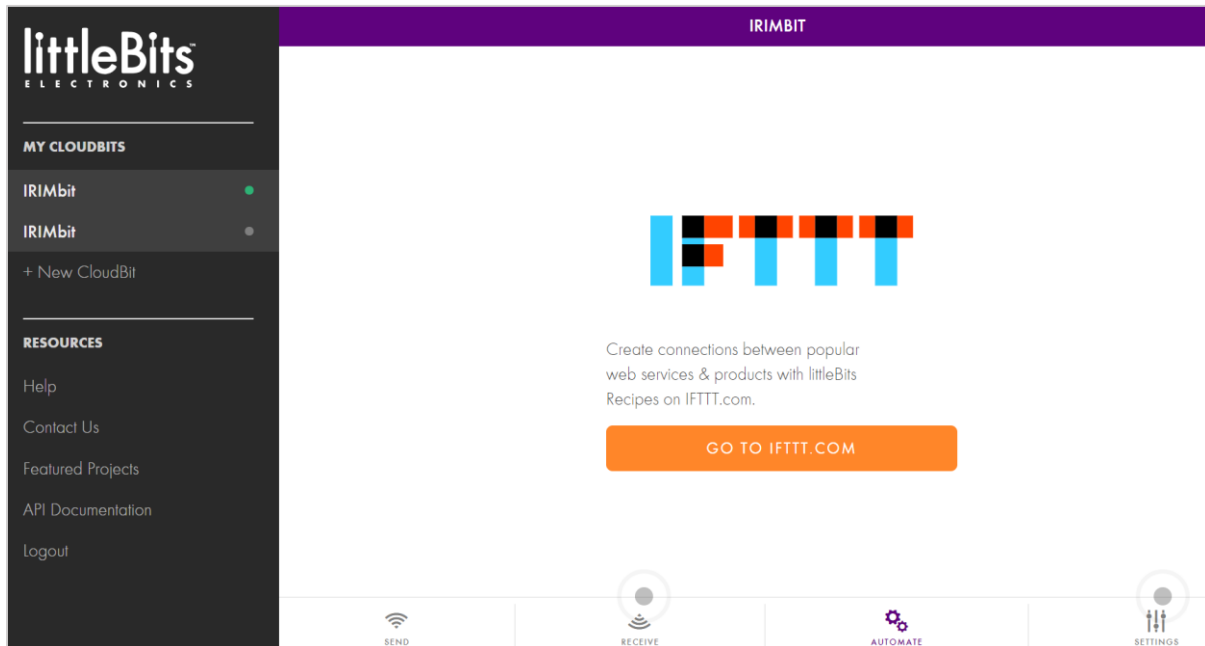 littleBits™
ELECTRONICS
MY CLOUDBITS
IRIMbit
IRIMbit
+ New CloudBit
RESOURCES
Help
Contact Us
Featured Projects
API Documentation
Logout
IRIMBIT
IFTTT
Create connections between popular
web services & products with littleBits
Recipes on IFTTT.com.
GO TO IFTTT.COM
SEND
RECEIVE
AUTOMATE
SETTINGS